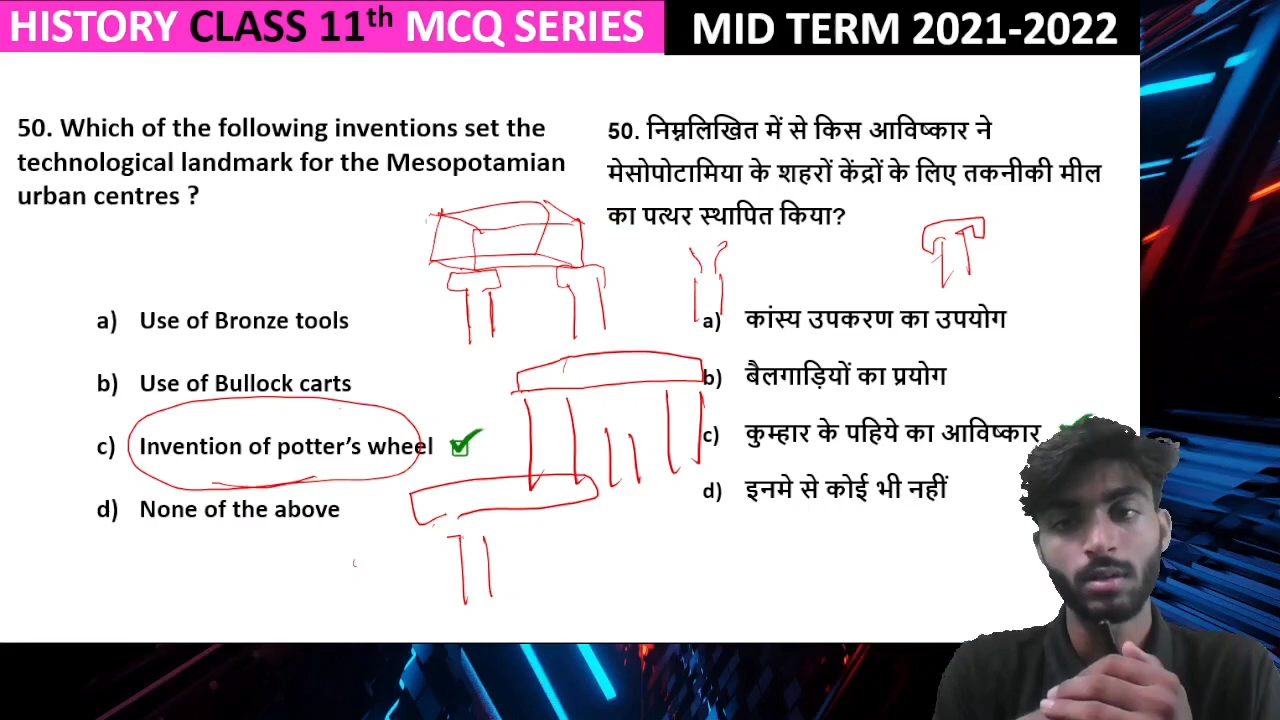 HISTORY CLASS 11th MCQ SERIES
MID TERM 2021-2022
50. Which of the following inventions set the
technological landmark for the Mesopotamian
urban centres ?
a) Use of Bronze tools
b) Use of Bullock carts
c) Invention of potter's wheel
d) None of the above
50. निम्नलिखित में से किस आविष्कार ने
मेसोपोटामिया के शहरों केंद्रों के लिए तकनीकी मील
का पत्थर स्थापित किया?
a) कांस्य उपकरण का उपयोग
b) बैलगाड़ियों का प्रयोग
c) कुम्हार के पहिये का आविष्कार
d) इनमे से कोई भी नहीं